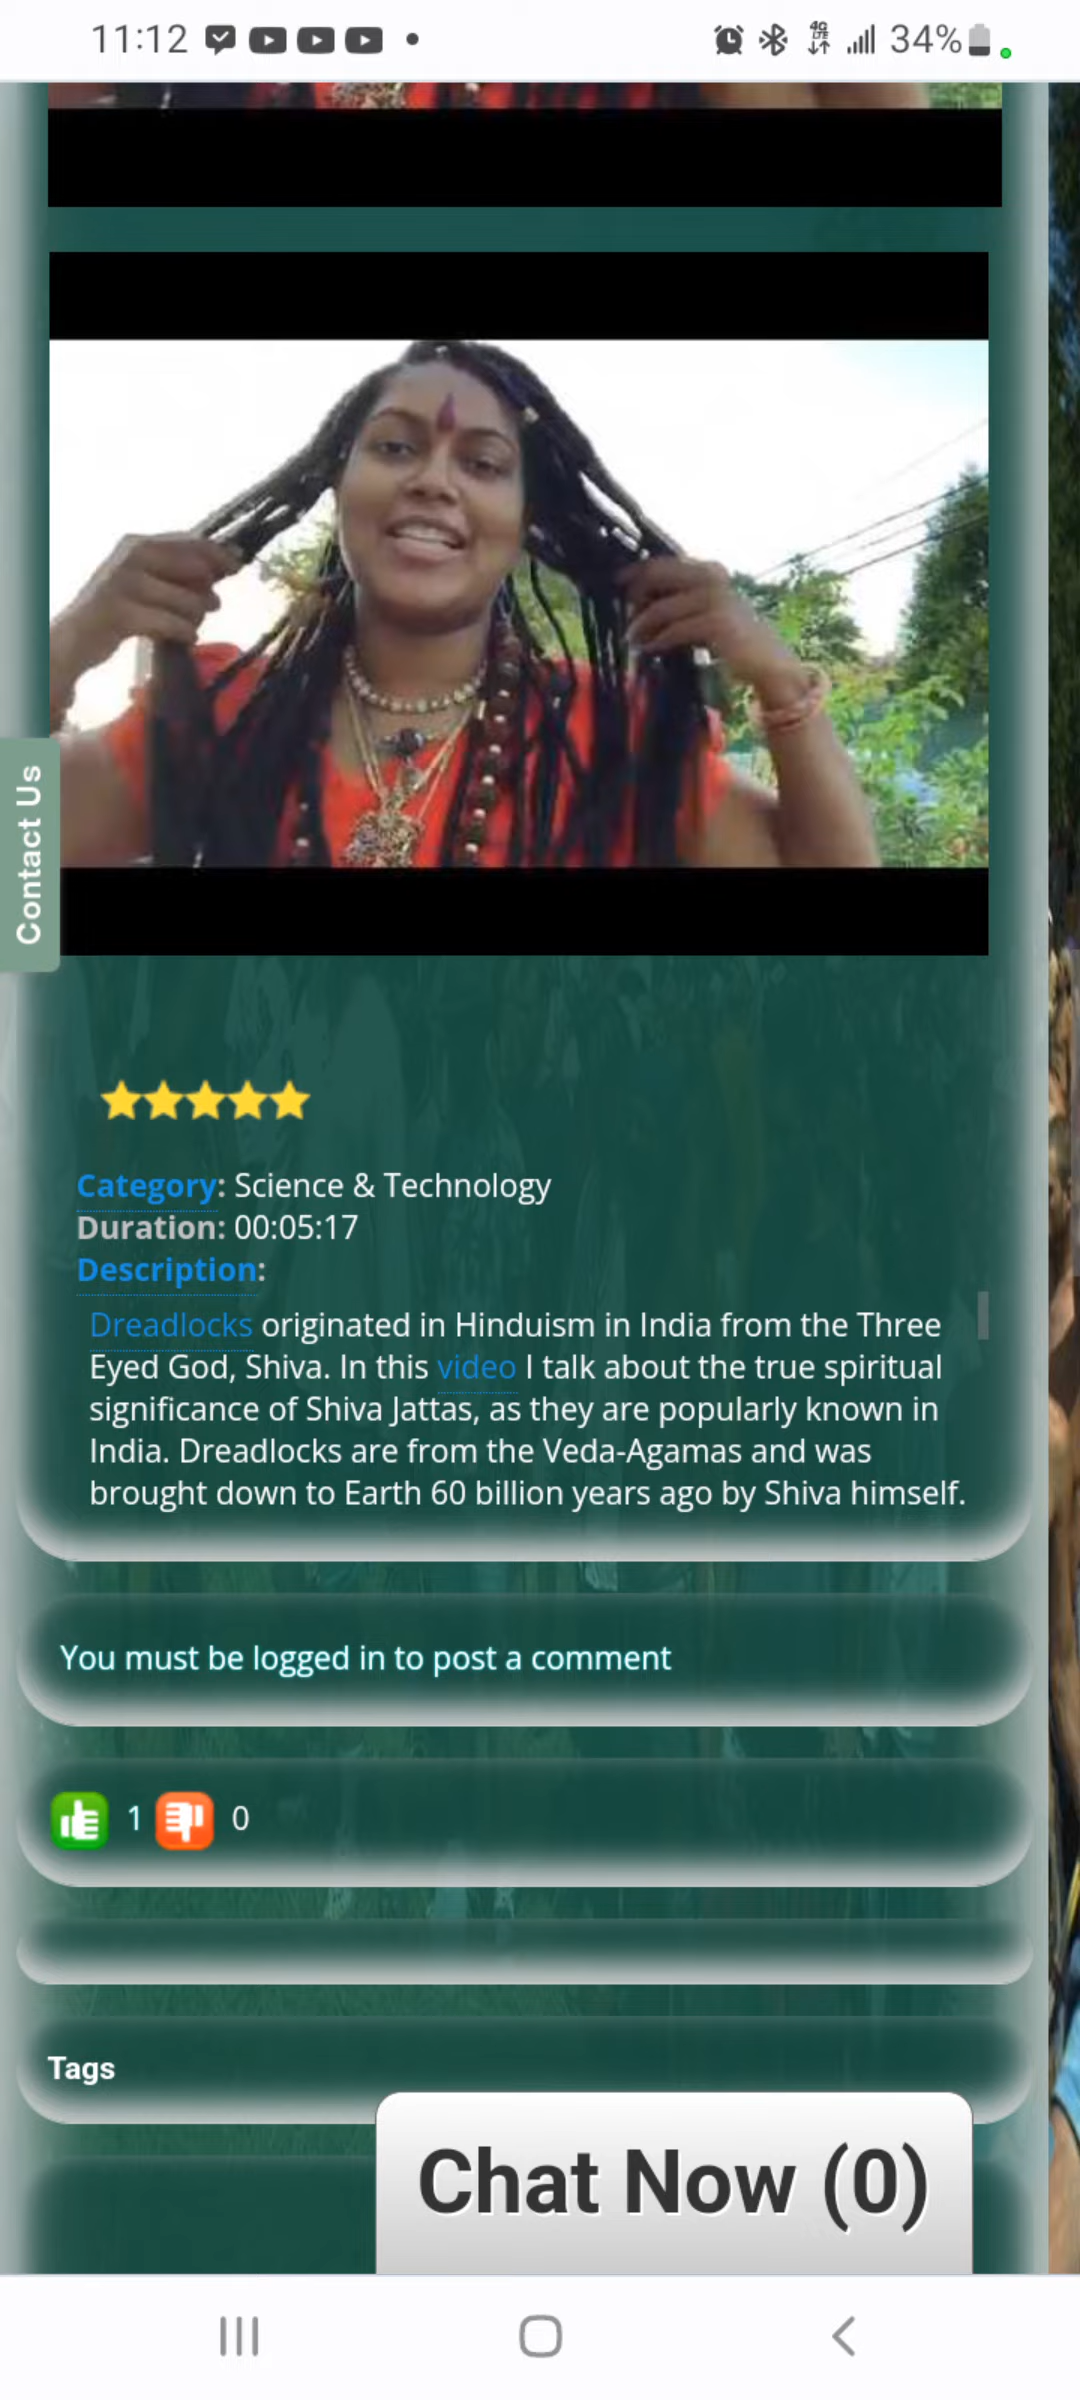 11:12
4G
LTE
34%
Contact Us
Category: Science & Technology
Duration: 00:05:17
Description:
Dreadlocks originated in Hinduism in India from the Three
Eyed God, Shiva. In this video I talk about the true spiritual
significance of Shiva Jattas, as they are popularly known in
India. Dreadlocks are from the Veda-Agamas and was
brought down to Earth 60 billion years ago by Shiva himself.
You must be logged in to post a comment
1 0
Tags
Chat Now (0)